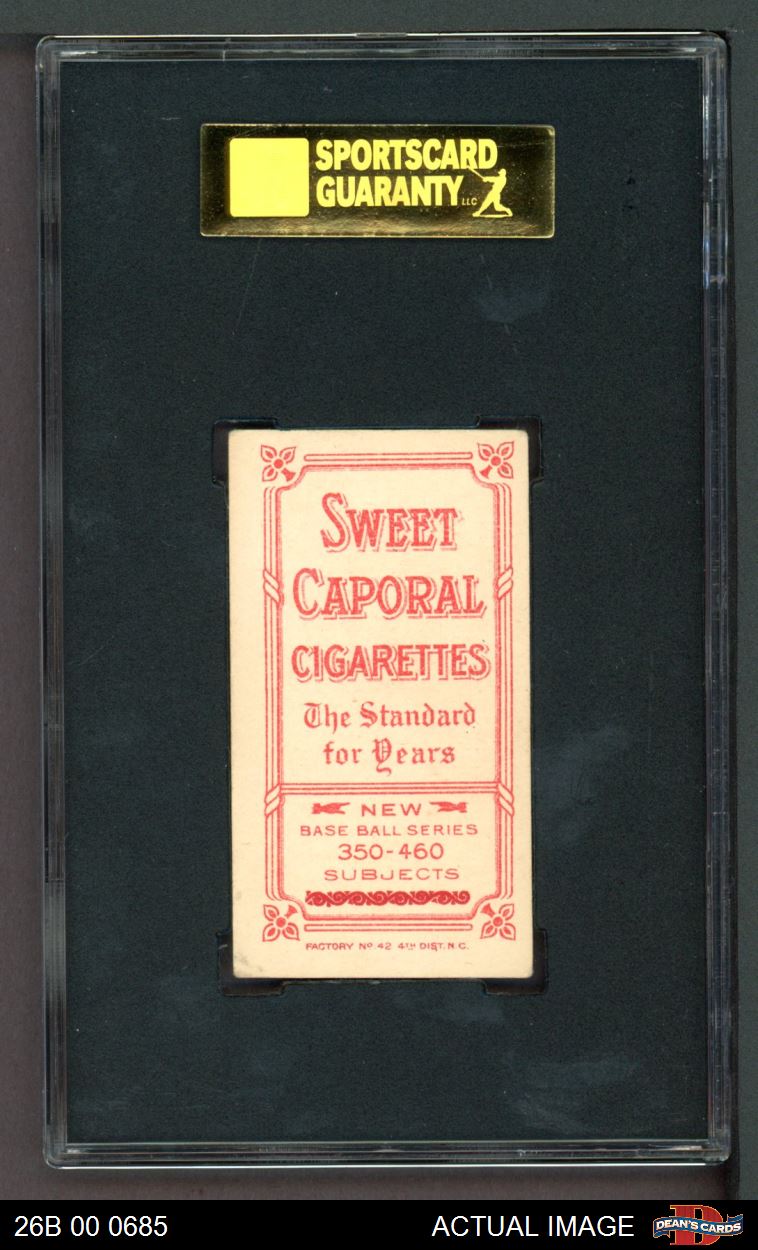 SPORTSCARD
GUARANTY LLC
SWEET
CAPORAL
CIGARETTES
The Standard
for Years
NEW
BASE BALL SERIES
350-460
SUBJECTS
FACTORY NO 42 4TH DIST. N.C.
26B 00 0685
ACTUAL IMAGE
DEAN'S CARDS